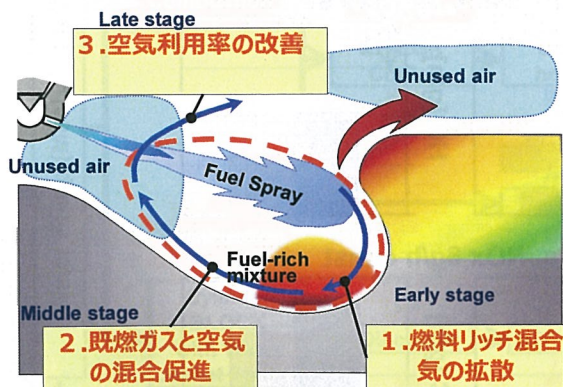 Late stage
3.空気利用率の改善
Unused air
Unused air
Fuel Spray
Fuel-rich
mixture
Middle stage
Early stage
2.既燃ガスと空気
の混合促進
1.燃料リッチ混合
気の拡散